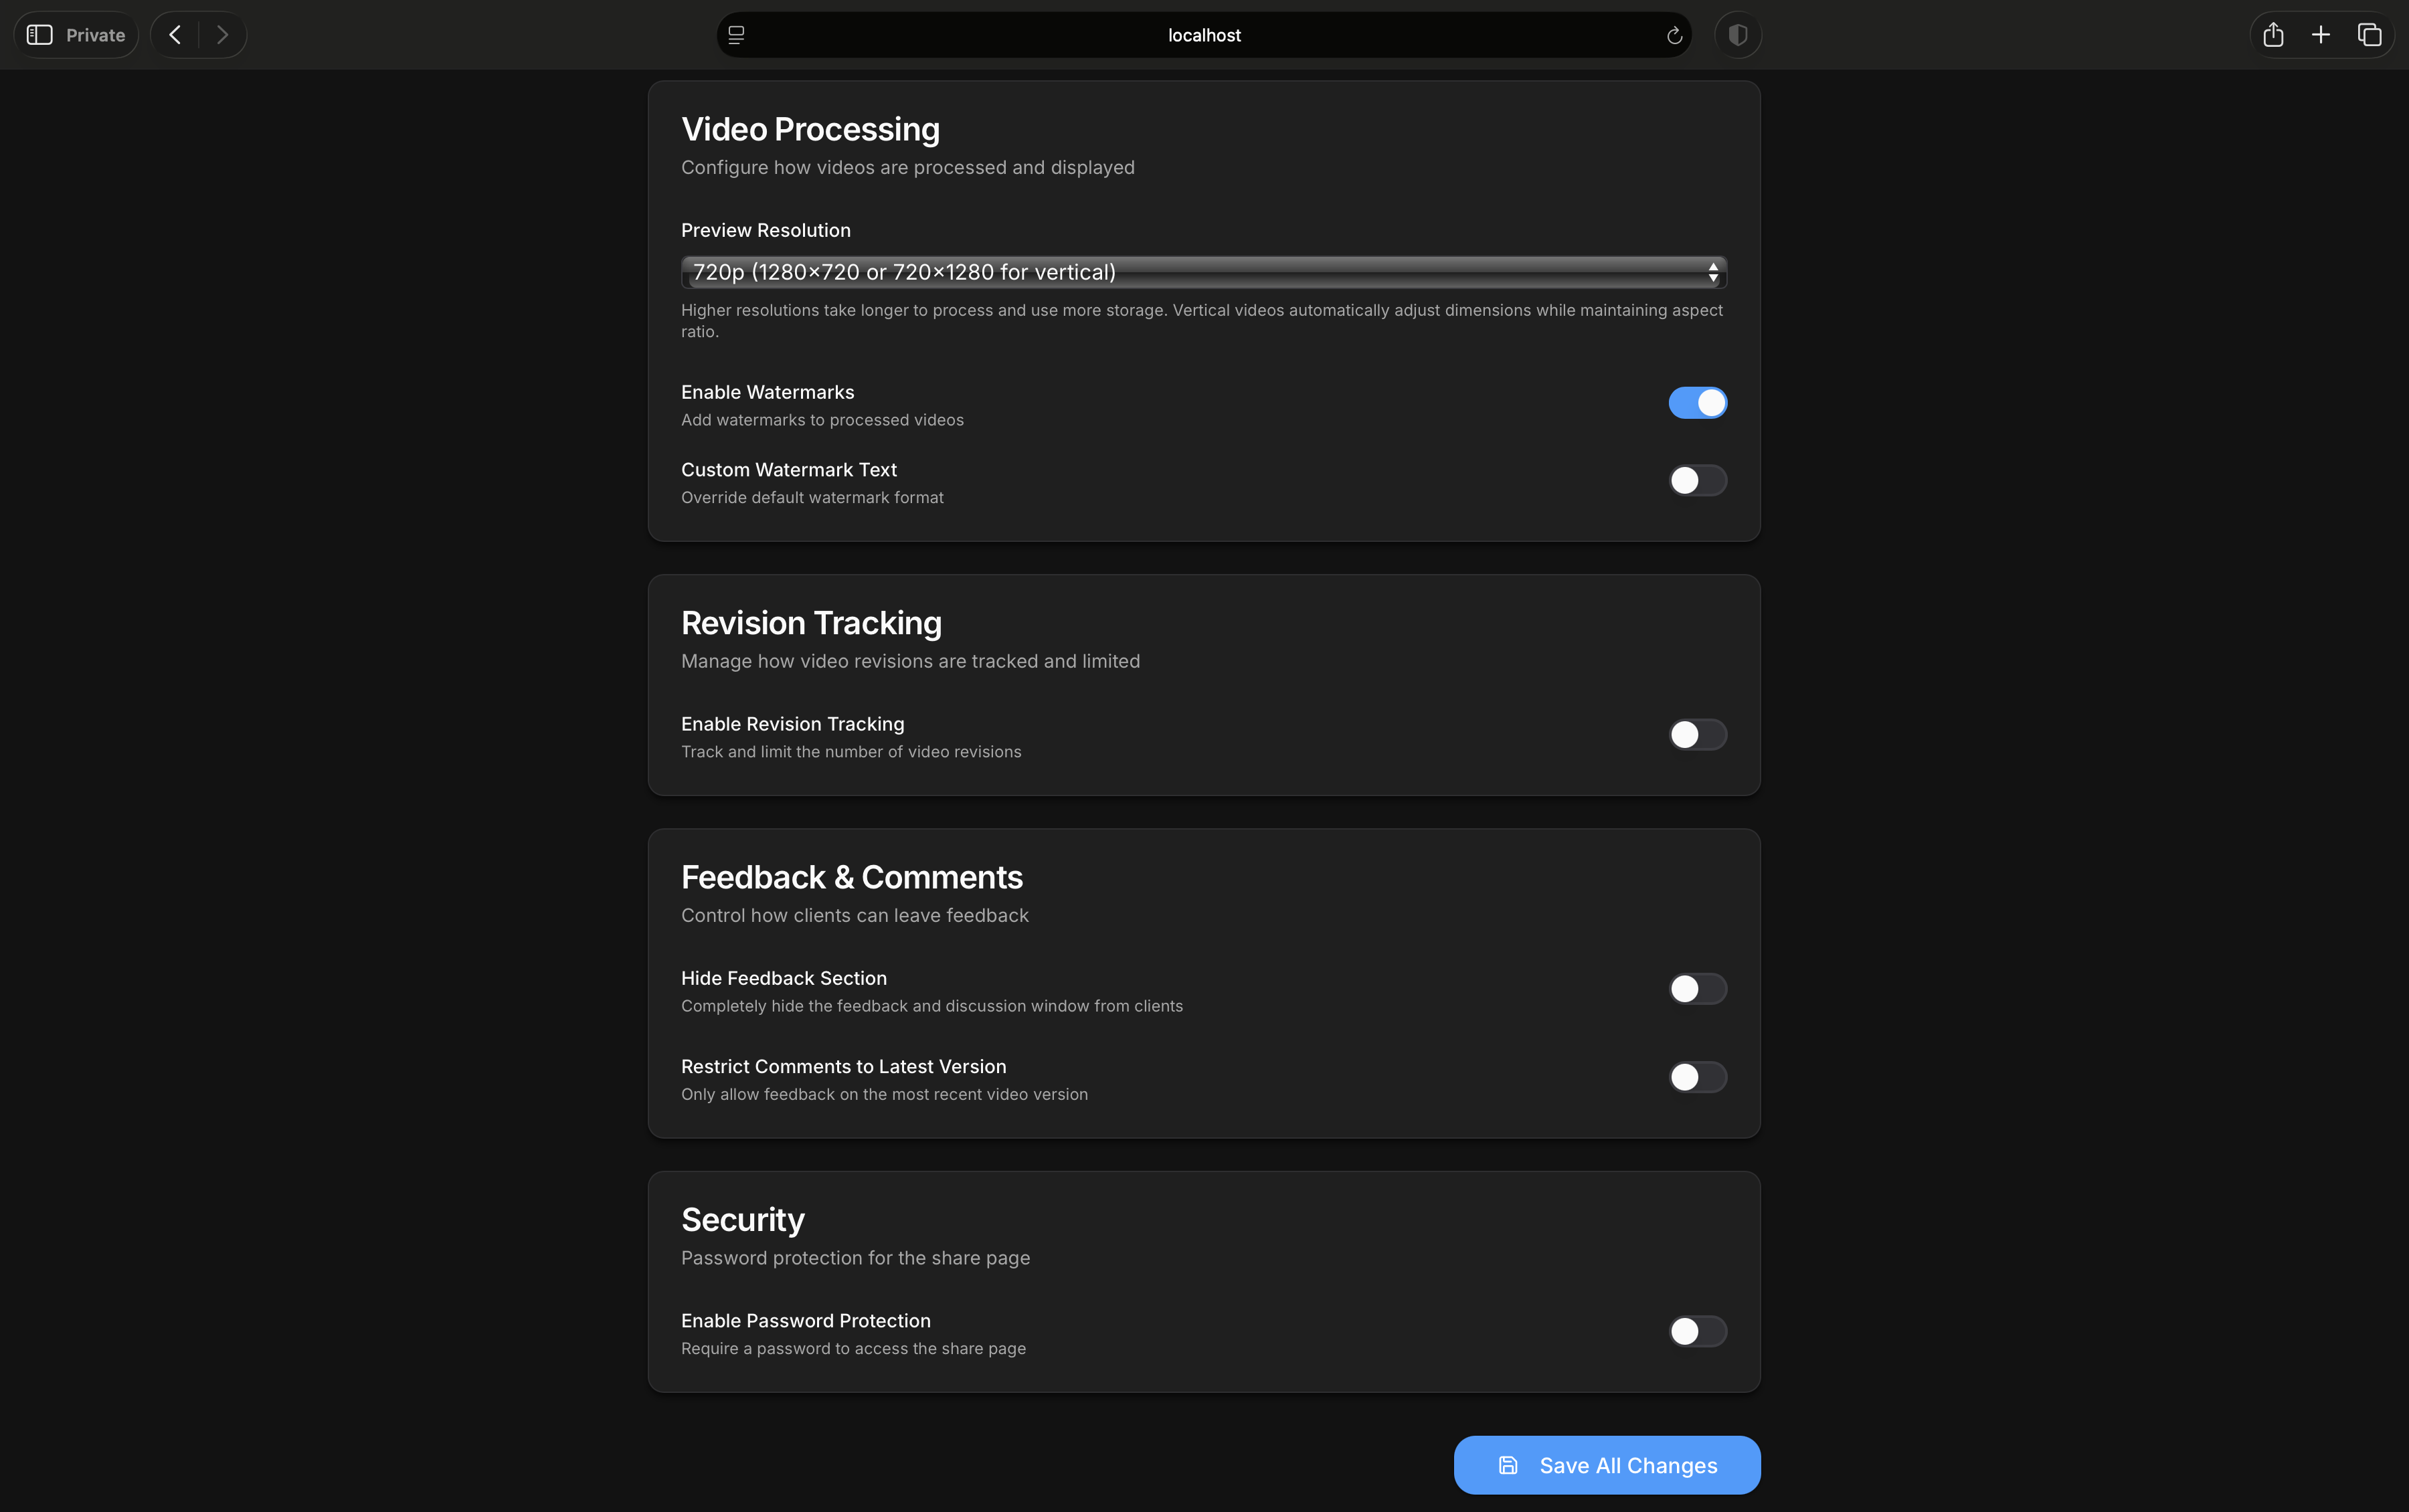 Private
localhost
Video Processing
Configure how videos are processed and displayed
Preview Resolution
720p (1280×720 or 720×1280 for vertical)
Higher resolutions take longer to process and use more storage. Vertical videos automatically adjust dimensions while maintaining aspect
ratio.
Enable Watermarks
Add watermarks to processed videos
Custom Watermark Text
Override default watermark format
Revision Tracking
Manage how video revisions are tracked and limited
Enable Revision Tracking
Track and limit the number of video revisions
Feedback & Comments
Control how clients can leave feedback
Hide Feedback Section
Completely hide the feedback and discussion window from clients
Restrict Comments to Latest Version
Only allow feedback on the most recent video version
Security
Password protection for the share page
Enable Password Protection
Require a password to access the share page
Save All Changes